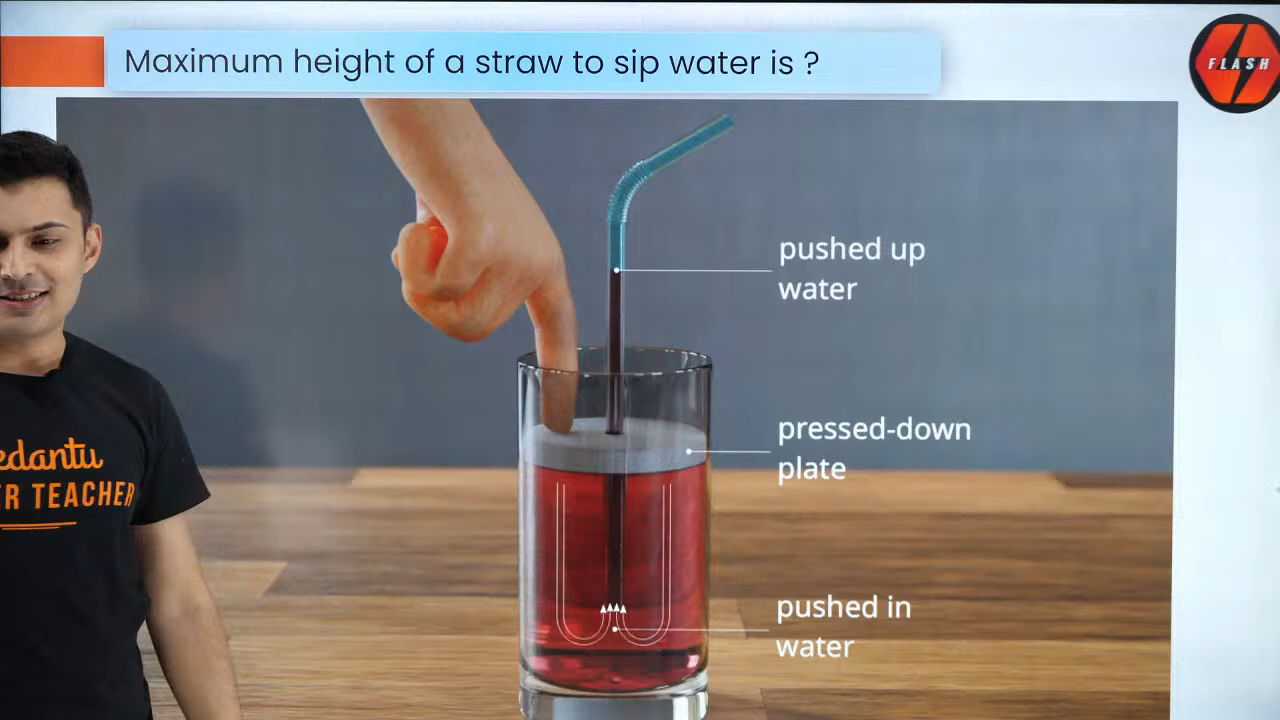 Maximum height of a straw to sip water is ?
FLASH
pushed up
water
pressed-down
plate
edantu
ER TEACHER
pushed in
water